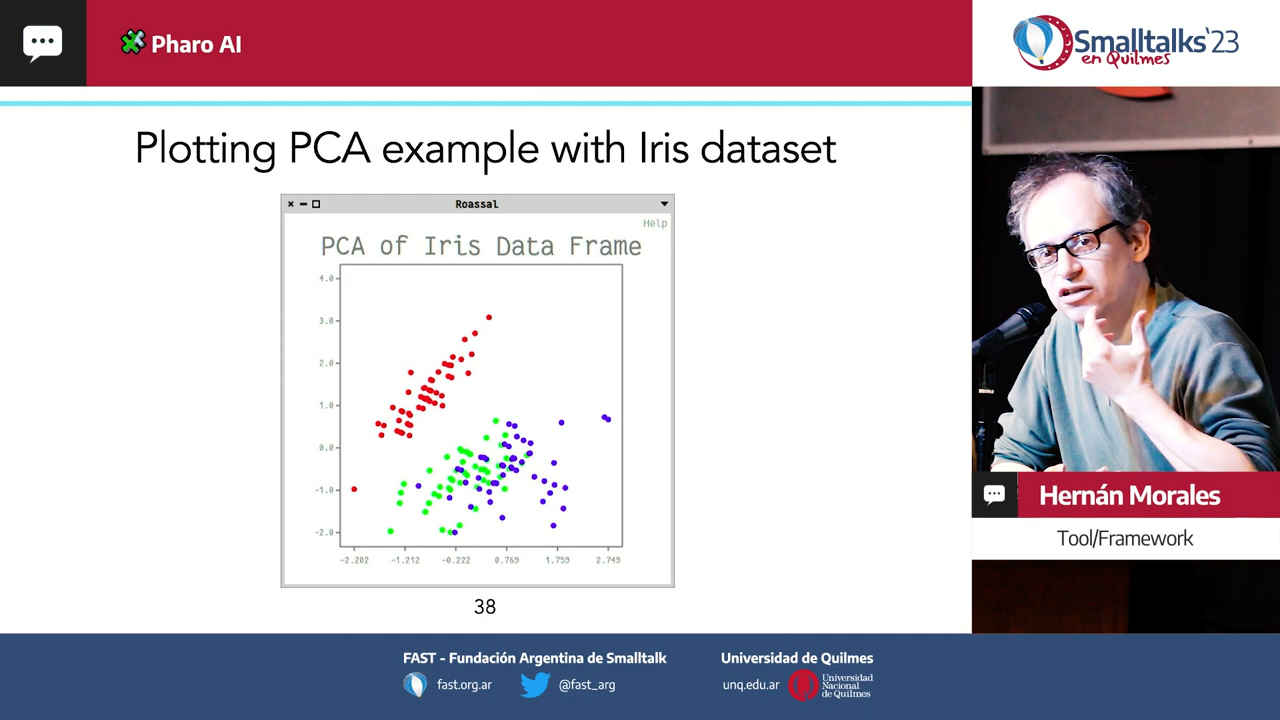 Pharo AI
Smalltalks'23
en Quilmes
Plotting PCA example with Iris dataset
Roassal
Help
PCA of Iris Data Frame
4.0
3.0
2.0
1.0
0.0
-1.0
-2.0
-2.202 -1.212 -0.222 0.769 1.759 2.749
38
Hernán Morales
Tool/Framework
FAST - Fundación Argentina de Smalltalk
fast.org.ar @fast_arg
Universidad de Quilmes
unq.edu.ar
Universidad
Nacional
de Quilmes